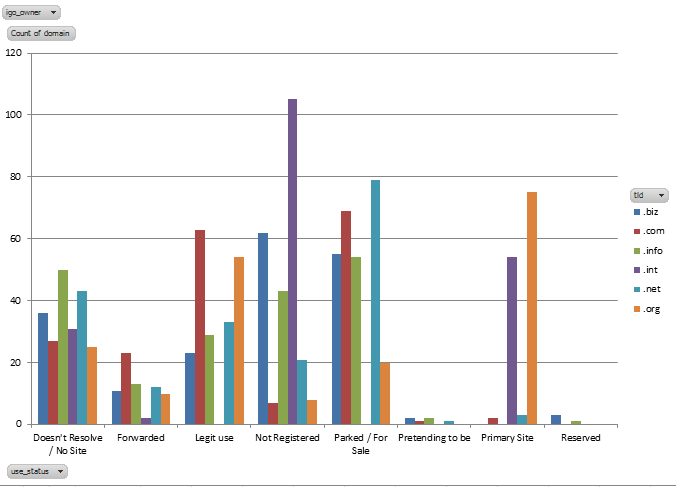 igo_owner
Count of domain
120
100
80
60
40
20
0
Doesn't Resolve
/ No Site
Forwarded
Legit use
Not Registered
Parked / For
Sale
Pretending to be
Primary Site
Reserved
tld
.biz
.com
.info
.int
.net
.org
use_status